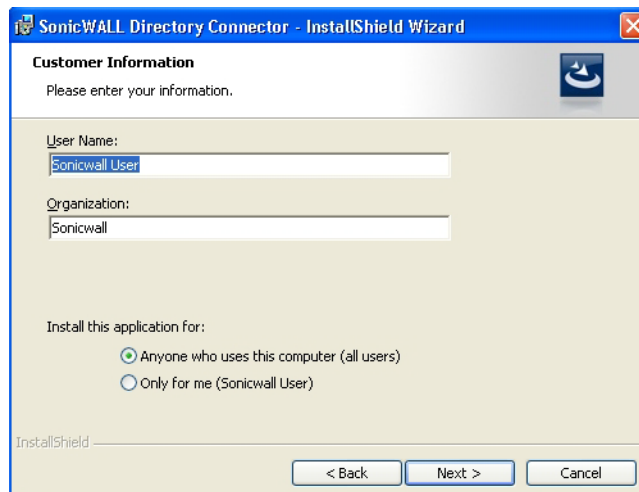 SonicWALL Directory Connector - InstallShield Wizard
Customer Information
Please enter your information.
User Name:
Sonicwall User
Organization:
Sonicwall
Install this application for:
Anyone who uses this computer (all users)
Only for me (Sonicwall User)
InstallShield
< Back Next > Cancel